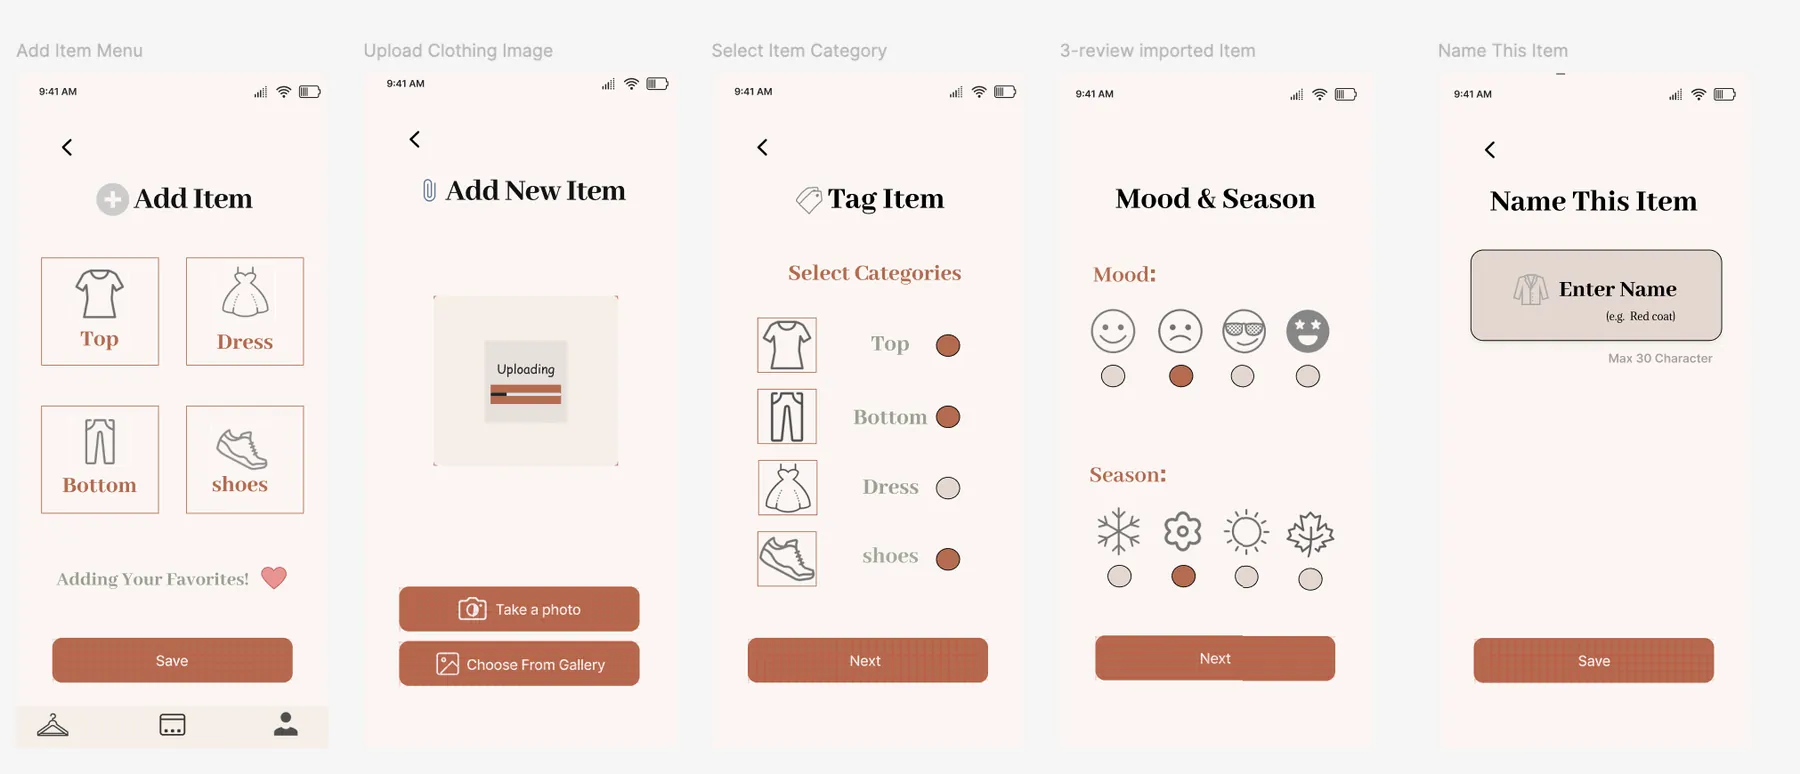 Add Item Menu
9:41 AM
Add Item
Top
Dress
Bottom
shoes
Adding Your Favorites!
Save
Upload Clothing Image
9:41 AM
Add New Item
Uploading
Take a photo
Choose From Gallery
Select Item Category
9:41 AM
Tag Item
Select Categories
Top
Bottom
Dress
shoes
Next
3-review imported Item
9:41 AM
Mood & Season
Mood:
Season:
Next
Name This Item
9:41 AM
Name This Item
Enter Name
(e.g. Red coat)
Max 30 Character
Save